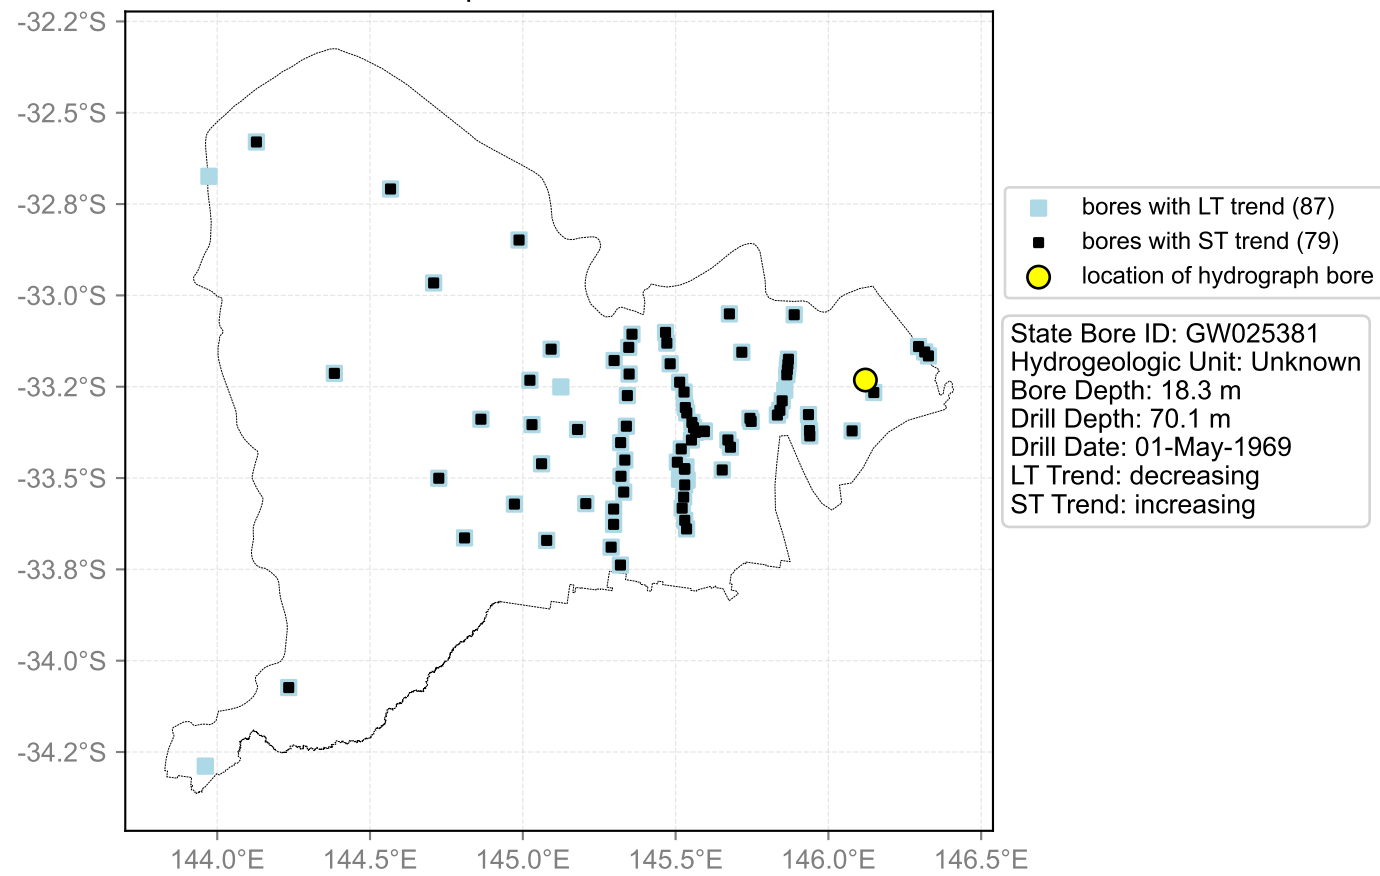 -32.2°S
-32.5°S
-32.8°S
-33.0°S
-33.2°S
-33.5°S
-33.8°S
-34.0°S
-34.2°S
144.0°E
144.5°E
145.0°E
145.5°E
146.0°E
146.5°E
bores with LT trend (87)
bores with ST trend (79)
location of hydrograph bore
State Bore ID: GW025381
Hydrogeologic Unit: Unknown
Bore Depth: 18.3 m
Drill Depth: 70.1 m
Drill Date: 01-May-1969
LT Trend: decreasing
ST Trend: increasing